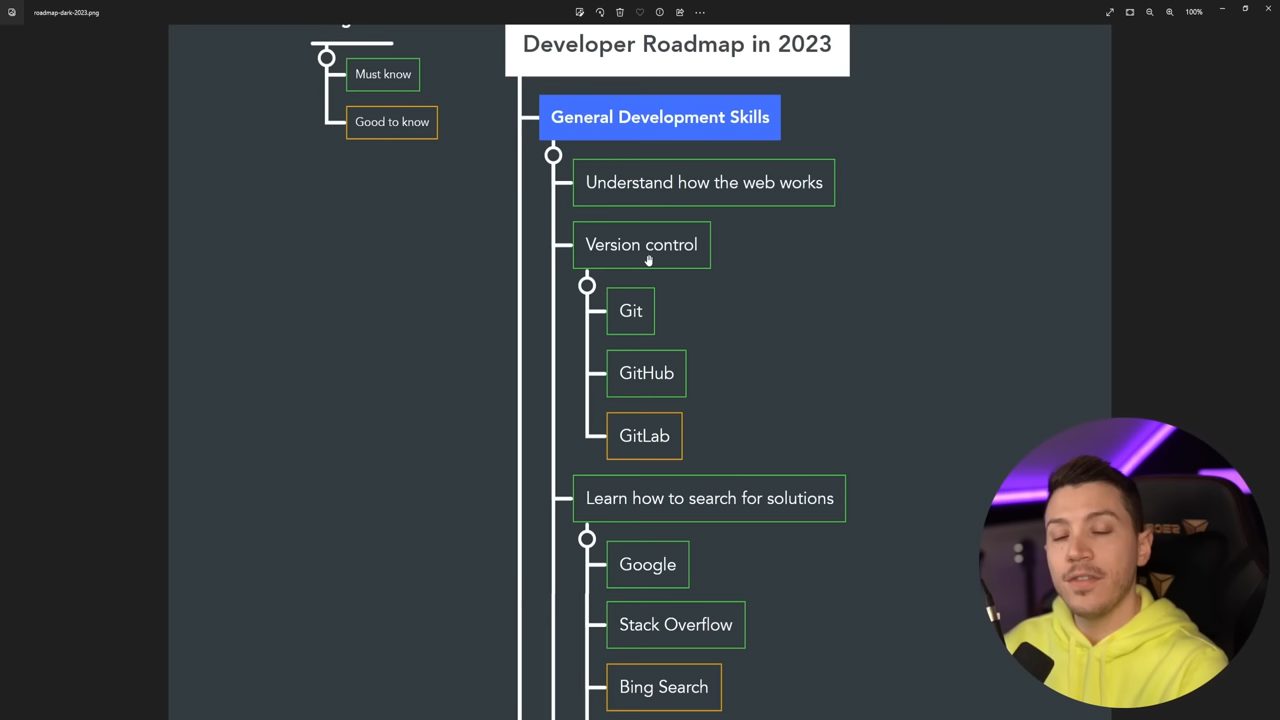 roadmap-dark-2023.png
100%
Developer Roadmap in 2023
Must know
Good to know
General Development Skills
Understand how the web works
Version control
Git
GitHub
GitLab
Learn how to search for solutions
Google
Stack Overflow
Bing Search